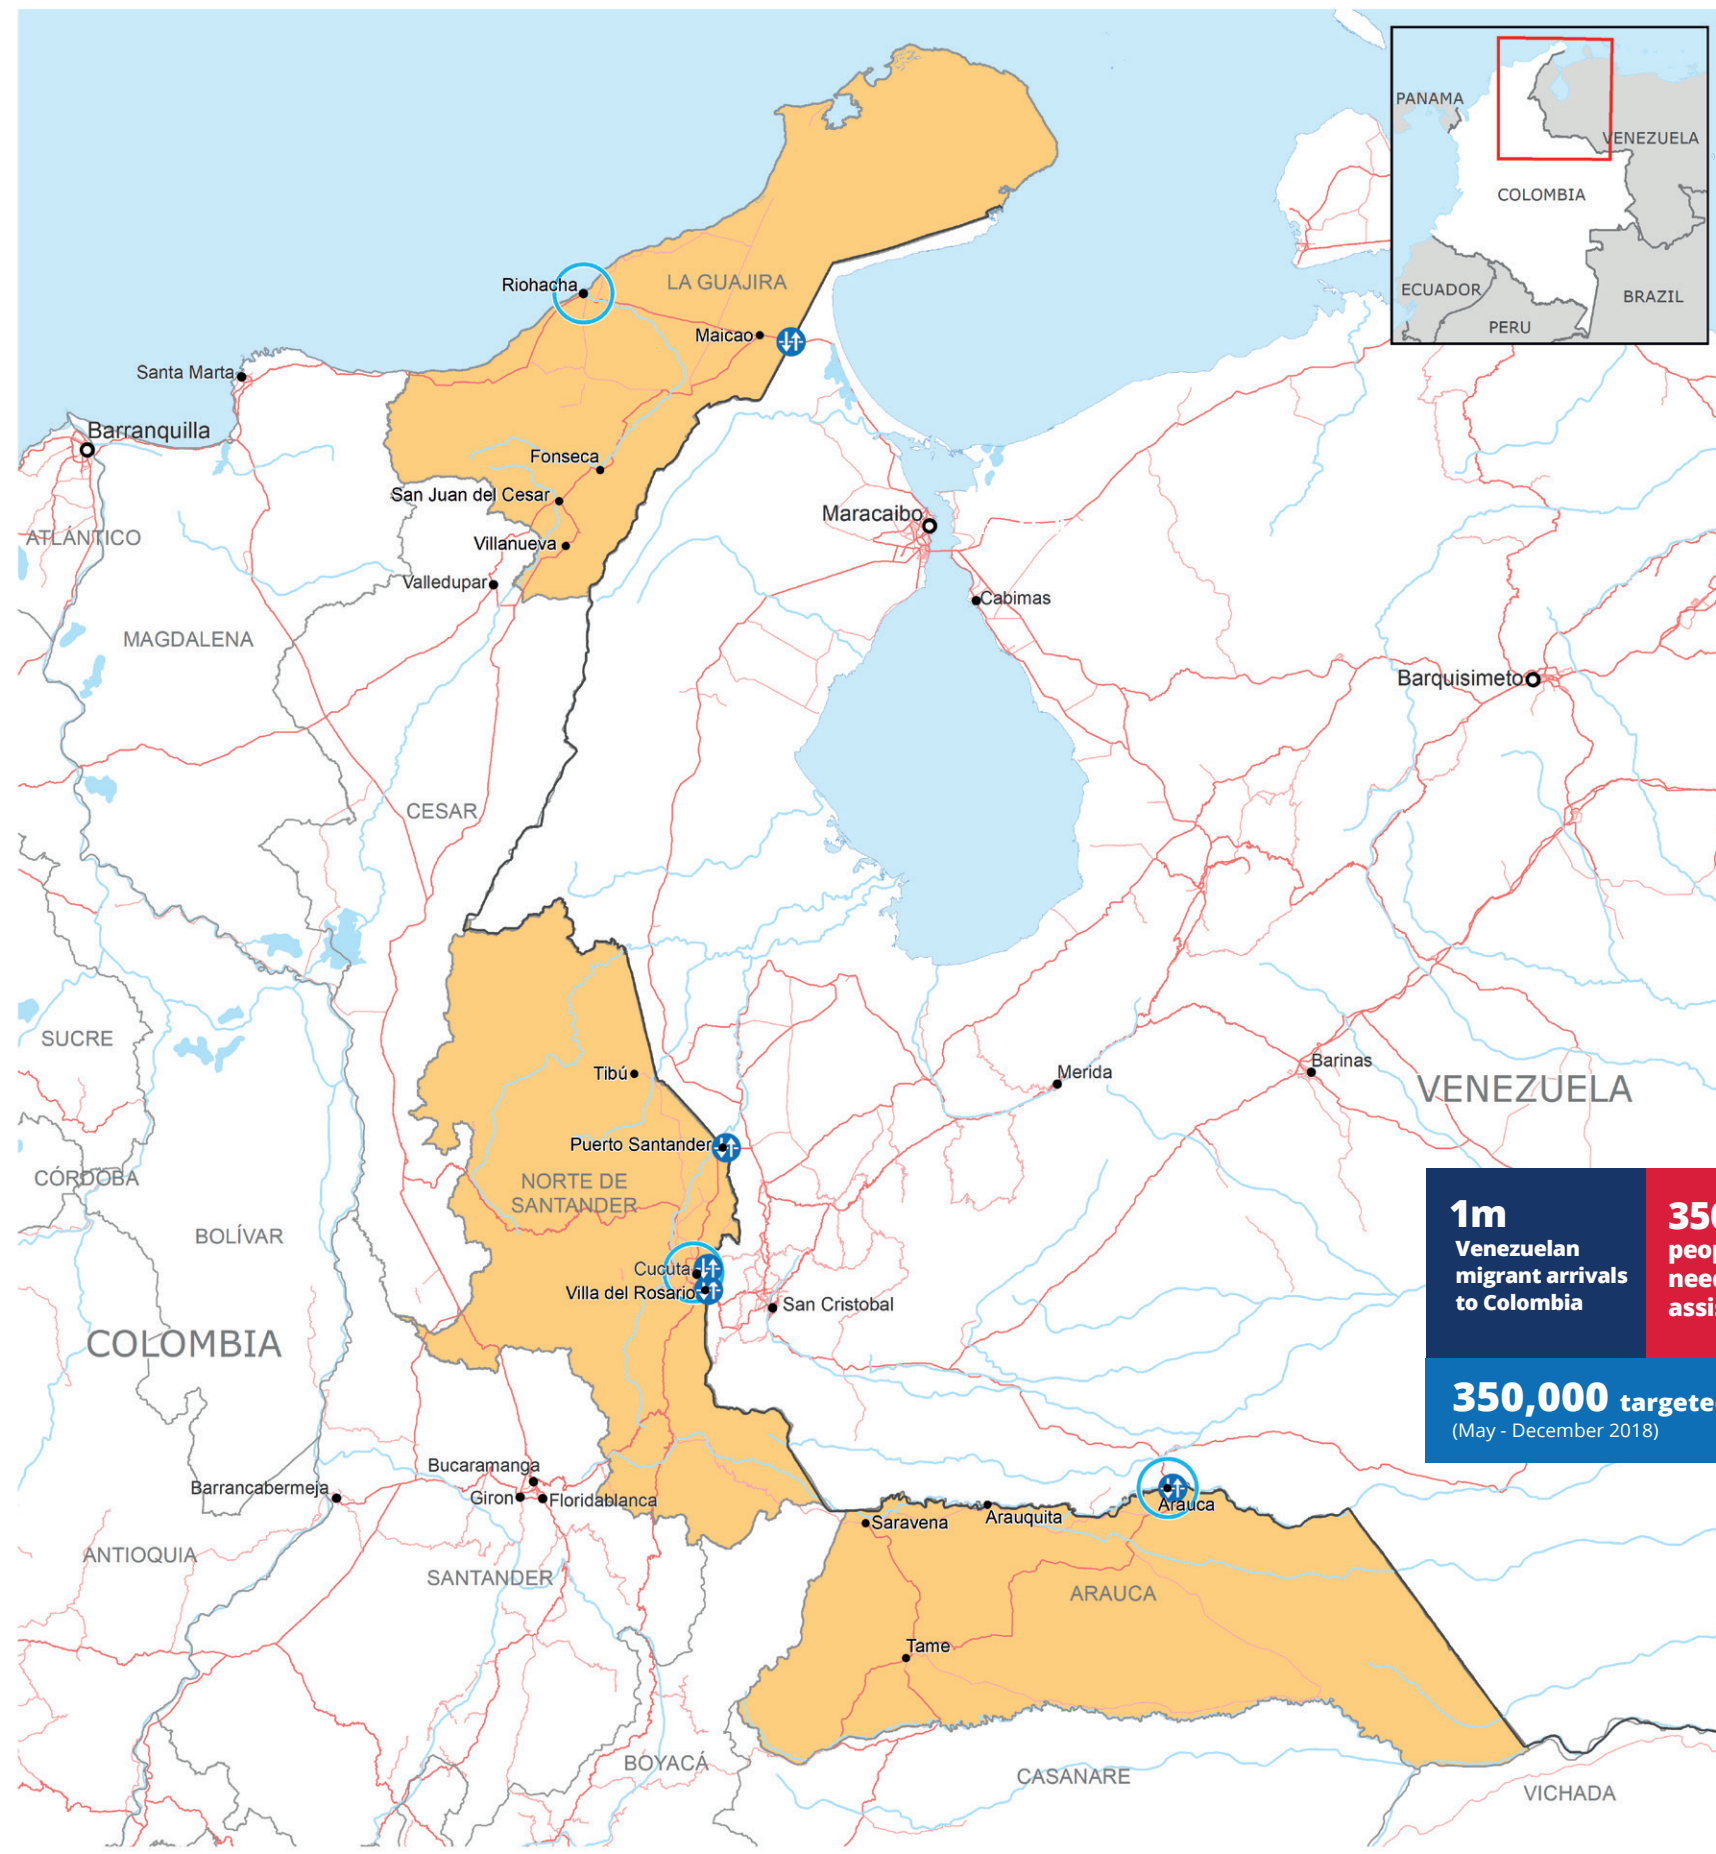 PANAMA
VENEZUELA
COLOMBIA
ECUADOR
BRAZIL
PERU
Riohacha
LA GUAJIRA
Maicao
Santa Marta
Barranquilla
Fonseca
San Juan del Cesar
Maracaibo
ATLÁNTICO
Villanueva
Valledupar
Cabimas
MAGDALENA
Barquisimeto
CESAR
SUCRE
Tibú
Merida
Barinas
VENEZUELA
Puerto Santander
CÓRDOBA
NORTE DE
SANTANDER
BOLÍVAR
Cucuta
Villa del Rosario
San Cristobal
COLOMBIA
1m
Venezuelan
migrant arrivals
to Colombia
350,000 targete
(May - December 2018)
Bucaramanga
Barrancabermeja
Giron
Floridablanca
Arauca
Saravena
Arauquita
ANTIOQUIA
SANTANDER
ARAUCA
Tame
BOYACÁ
CASANARE
VICHADA